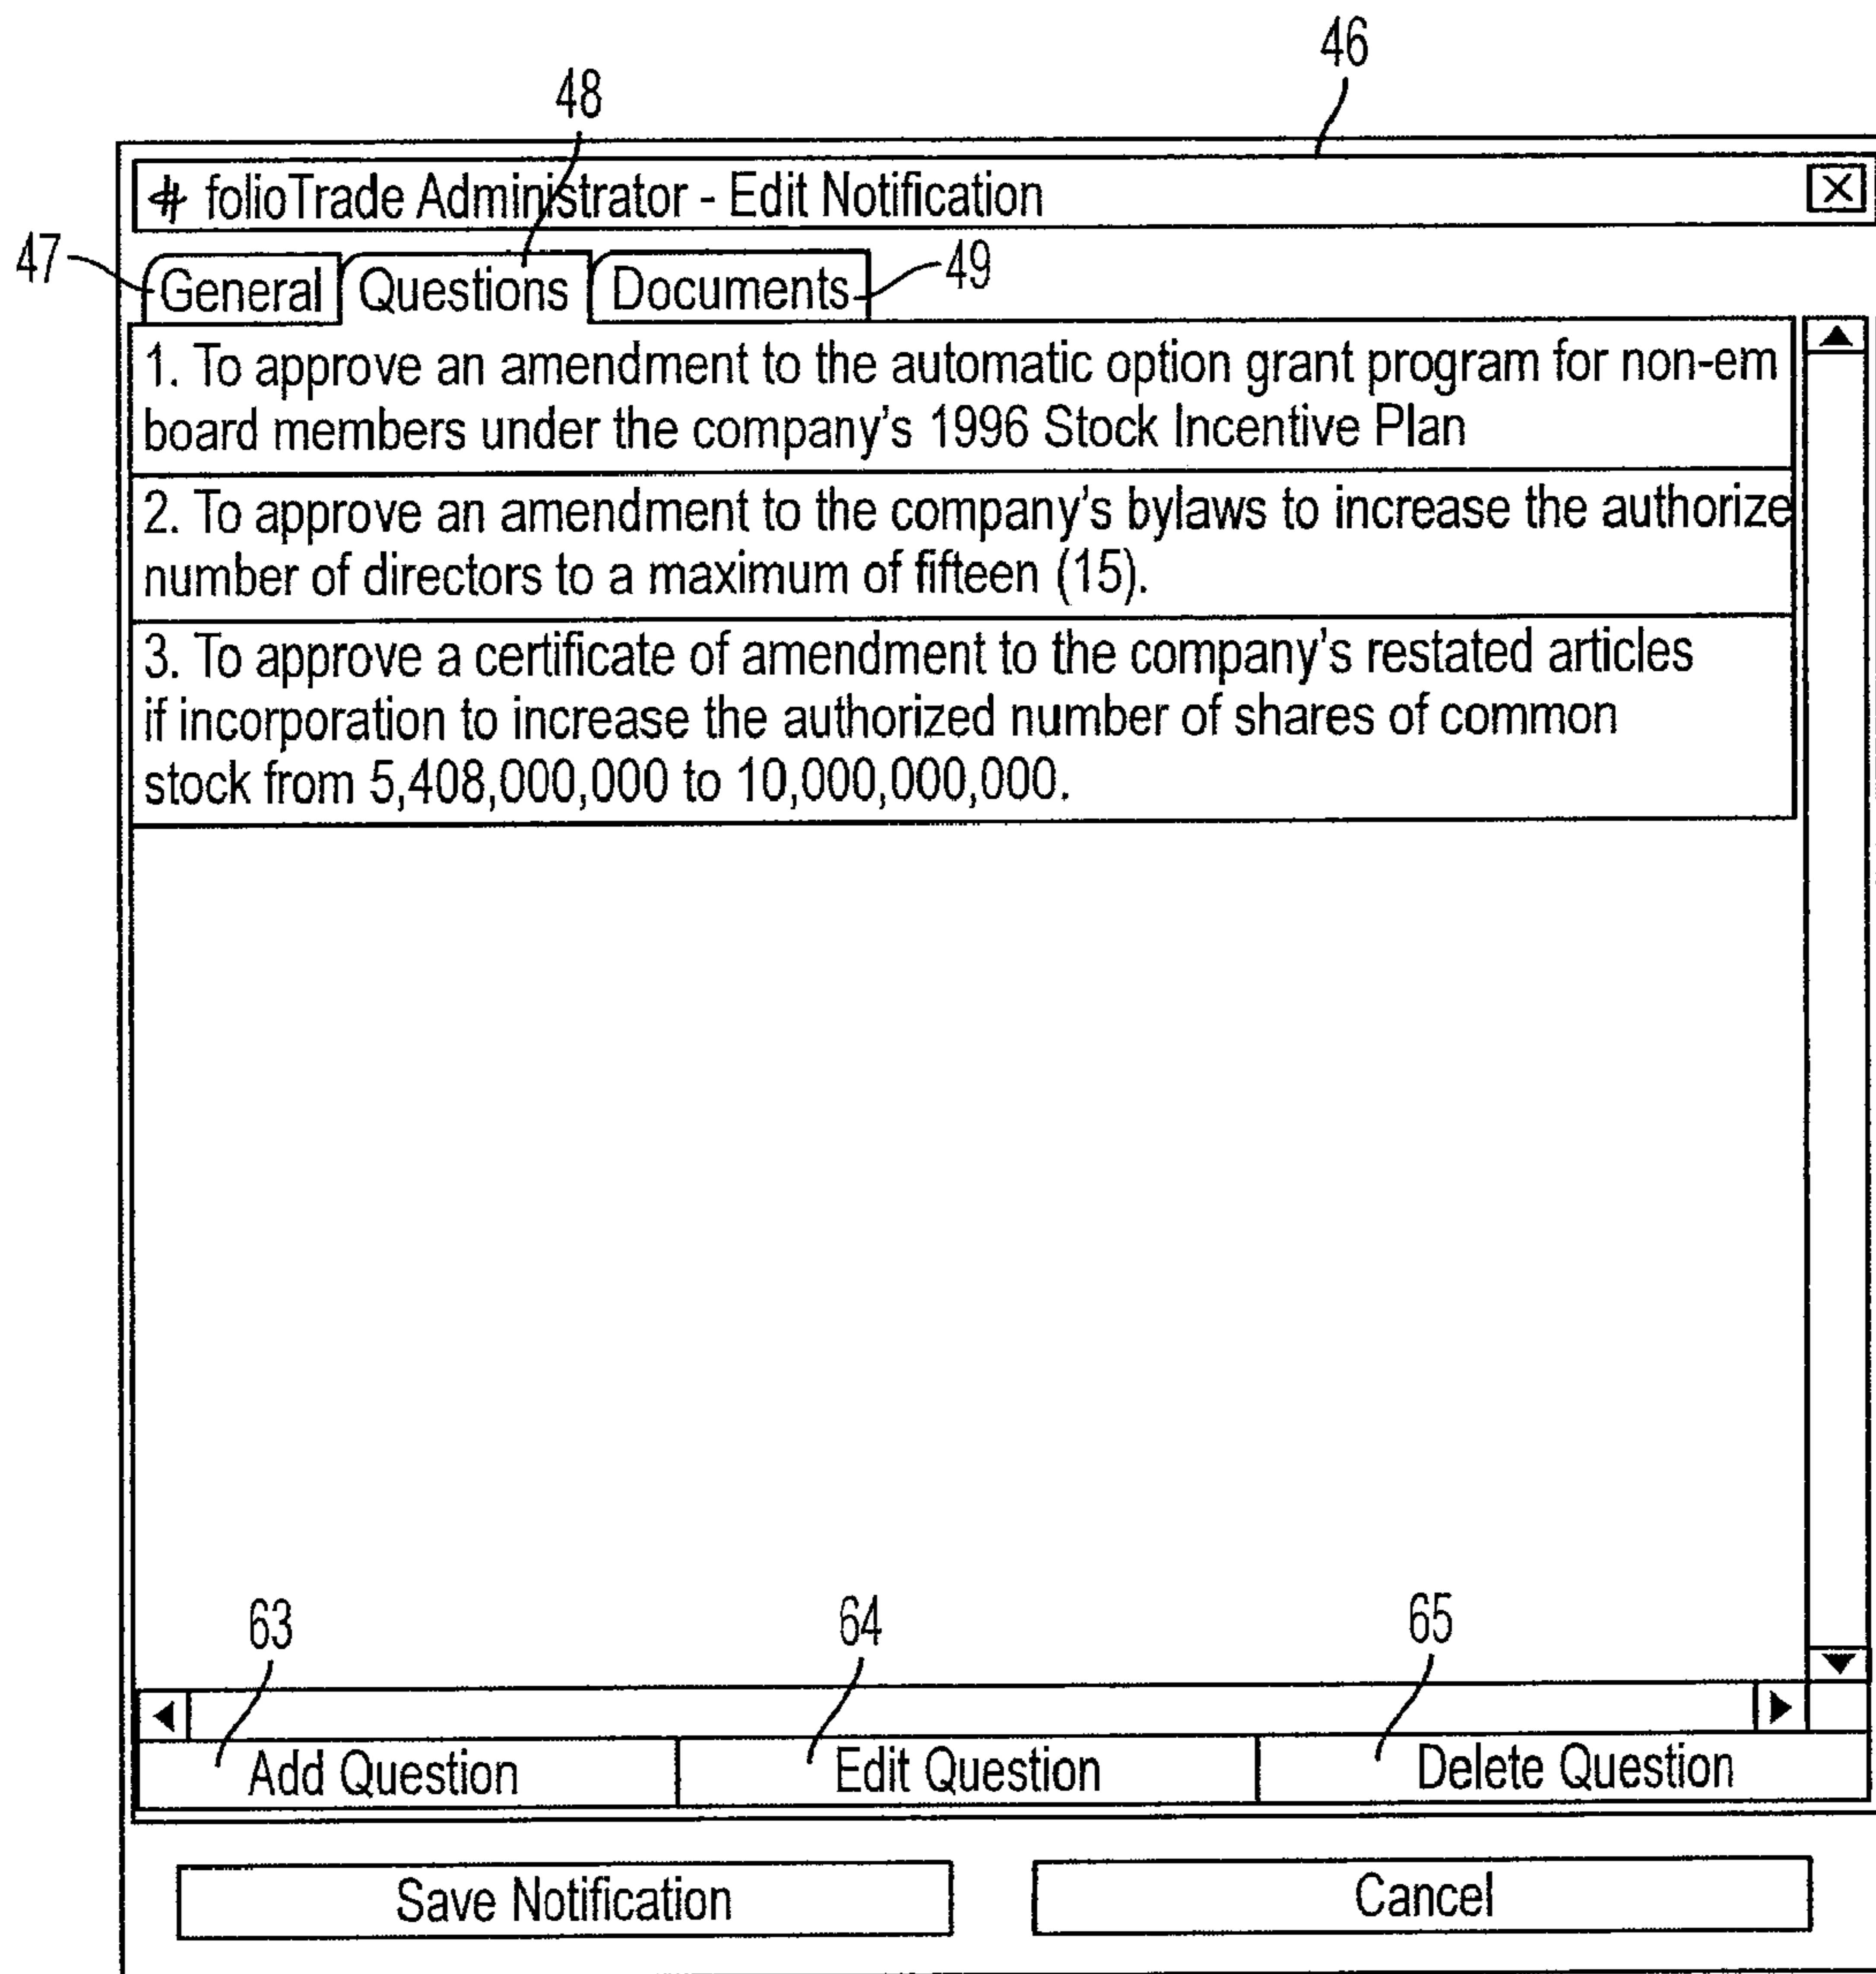 46
48
# folioTrade Administrator - Edit Notification X
47 General Questions Documents 49
1. To approve an amendment to the automatic option grant program for non-em
board members under the company's 1996 Stock Incentive Plan
2. To approve an amendment to the company's bylaws to increase the authorize
number of directors to a maximum of fifteen (15).
3. To approve a certificate of amendment to the company's restated articles
if incorporation to increase the authorized number of shares of common
stock from 5,408,000,000 to 10,000,000,000.
63 64 65
Add Question Edit Question Delete Question
Save Notification Cancel